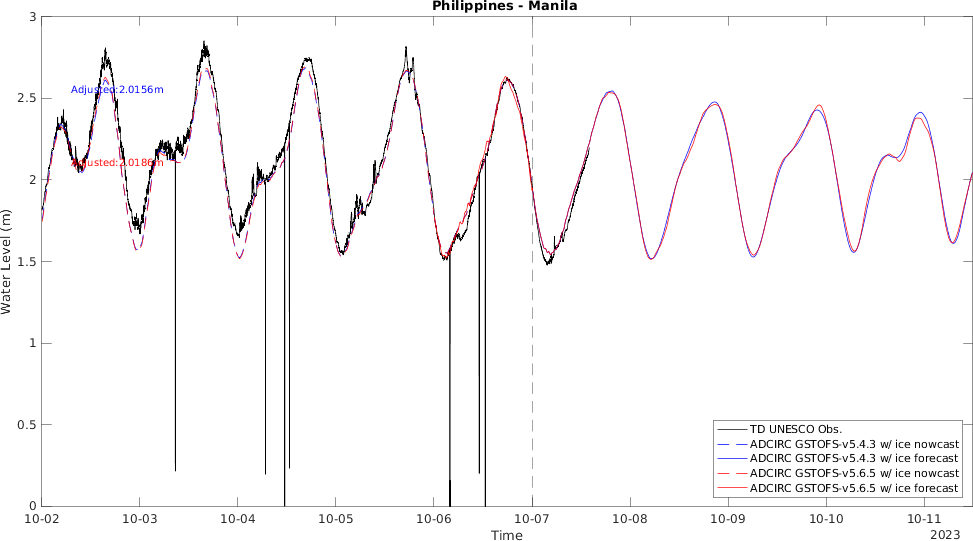 Philippines - Manila
3
2.5
2
1.5
1
0.5
0
Water Level (m)
Adjusted:2.0156m
Adjusted:2.0186m
TD UNESCO Obs.
ADCIRC GSTOFS-v5.4.3 w/ ice nowcast
ADCIRC GSTOFS-v5.4.3 w/ ice forecast
ADCIRC GSTOFS-v5.6.5 w/ ice nowcast
ADCIRC GSTOFS-v5.6.5 w/ ice forecast
10-02 10-03 10-04 10-05 10-06 10-07 10-08 10-09 10-10 10-11
Time
2023